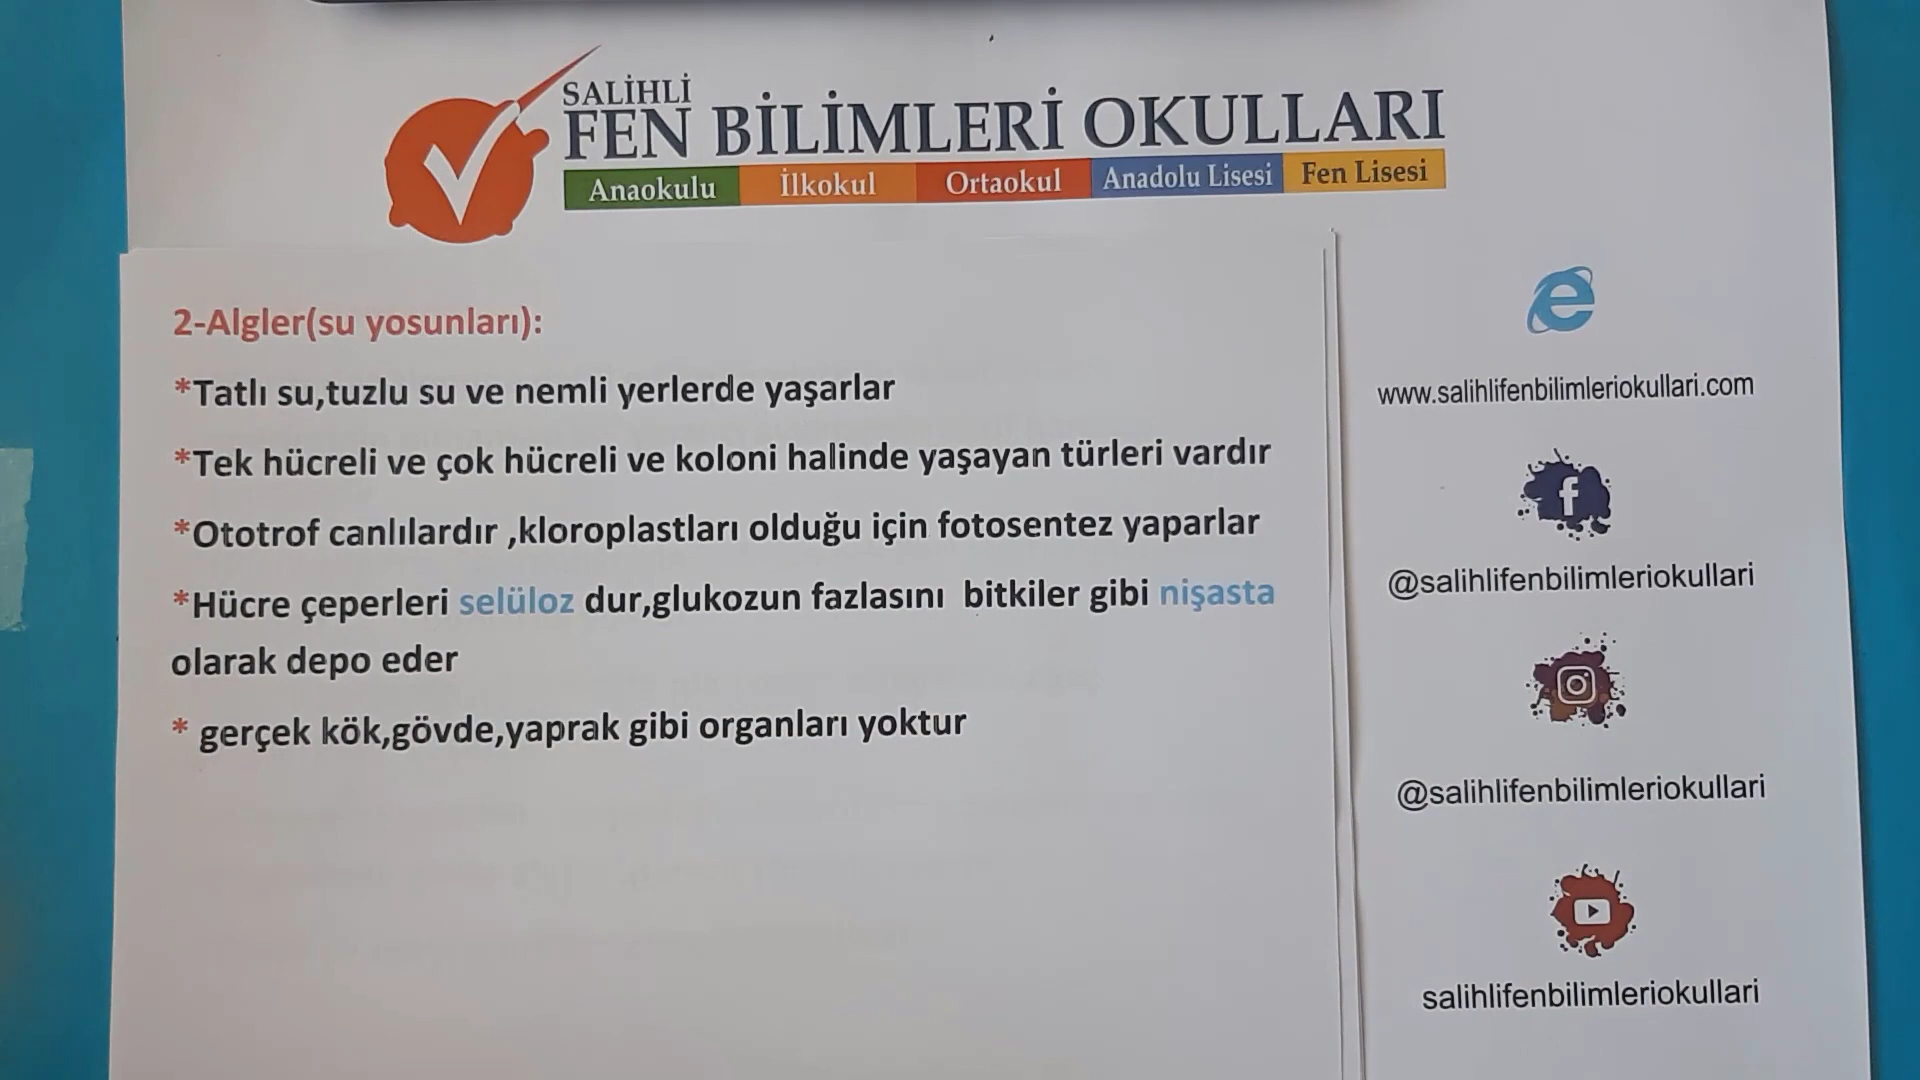 SALİHLİ
FEN BİLİMLERİ OKULLARI
Anaokulu İlkokul Ortaokul Anadolu Lisesi Fen Lisesi
2-Algler(su yosunları):
*Tatlı su,tuzlu su ve nemli yerlerde yaşarlar
*Tek hücreli ve çok hücreli ve koloni halinde yaşayan türleri vardır
*Ototrof canlılardır ,kloroplastları olduğu için fotosentez yaparlar
*Hücre çeperleri selüloz dur,glukozun fazlasını bitkiler gibi nişasta
olarak depo eder
* gerçek kök,gövde,yaprak gibi organları yoktur
www.salihlifenbilimleriokullari.com
@salihlifenbilimleriokullari
@salihlifenbilimleriokullari
salihlifenbilimleriokullari